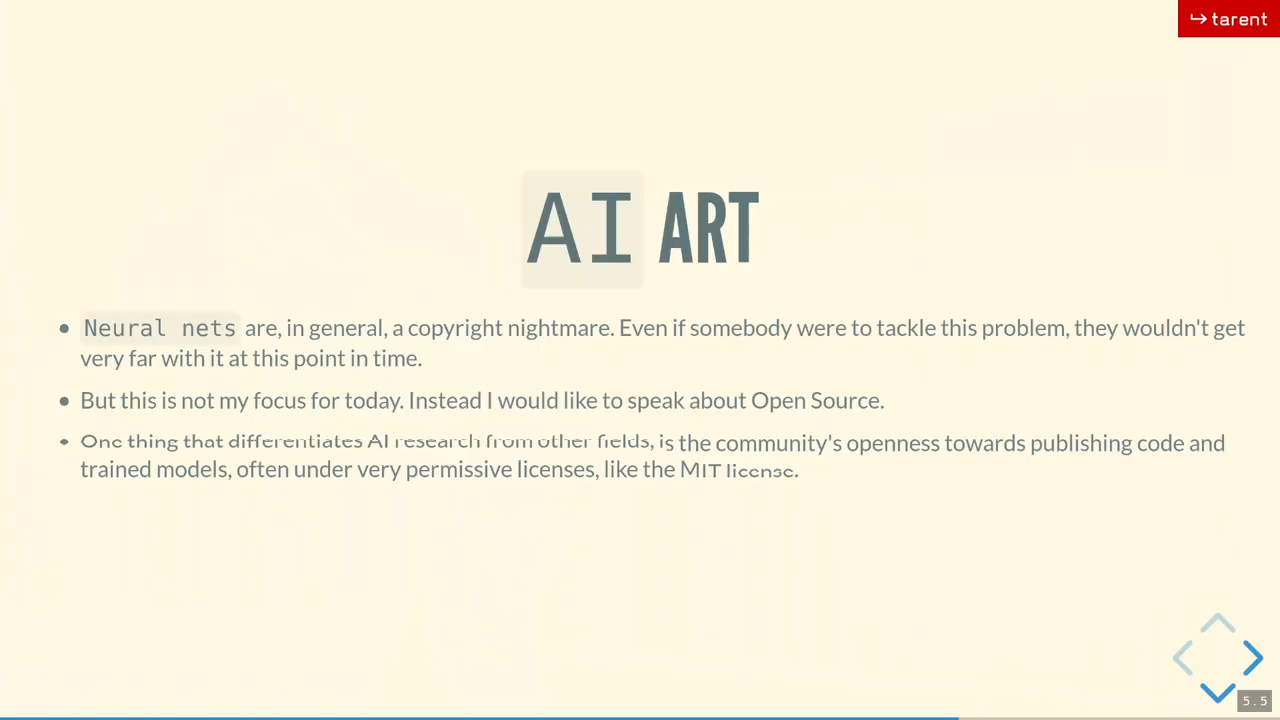 ↪ tarent
AI ART
• Neural nets are, in general, a copyright nightmare. Even if somebody were to tackle this problem, they wouldn't get
very far with it at this point in time.
• But this is not my focus for today. Instead I would like to speak about Open Source.
• One thing that differentiates AI research from other fields, is the community's openness towards publishing code and
trained models, often under very permissive licenses, like the MIT license.
5.5